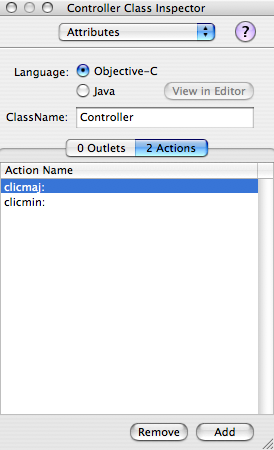 Controller Class Inspector
Attributes
?
Language: Objective-C
Java View in Editor
ClassName: Controller
0 Outlets 2 Actions
Action Name
clicmaj:
clicmin:
Remove Add